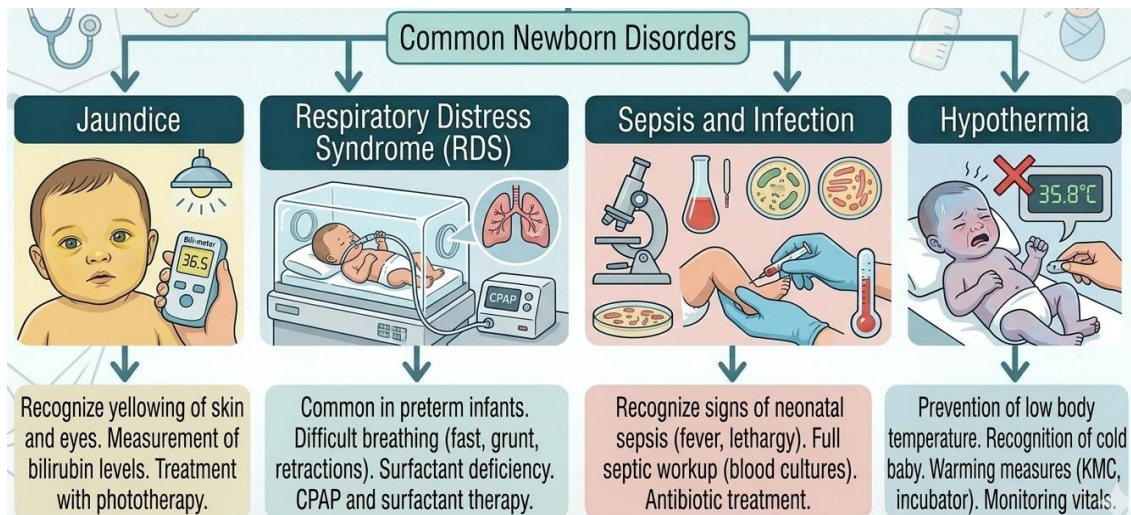 Common Newborn Disorders
Jaundice
Bili-meter
36.5
Recognize yellowing of skin
and eyes. Measurement of
bilirubin levels. Treatment
with phototherapy.
Respiratory Distress
Syndrome (RDS)
CPAP
Common in preterm infants.
Difficult breathing (fast, grunt,
retractions). Surfactant deficiency.
CPAP and surfactant therapy.
Sepsis and Infection
Recognize signs of neonatal
sepsis (fever, lethargy). Full
septic workup (blood cultures).
Antibiotic treatment.
Hypothermia
35.8°C
Prevention of low body
temperature. Recognition of cold
baby. Warming measures (KMC,
incubator). Monitoring vitals.